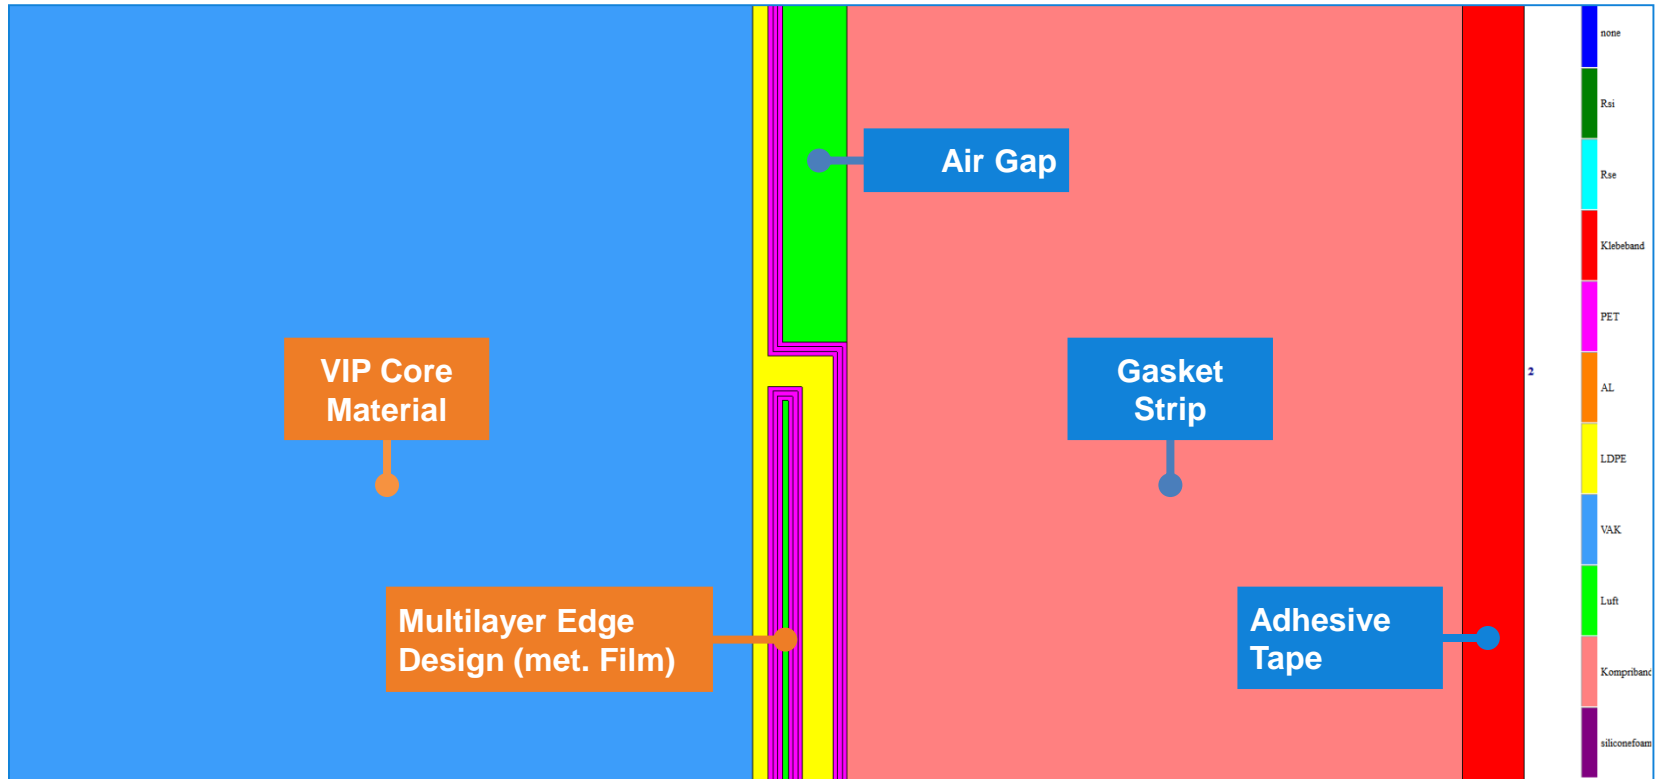 Air Gap
VIP Core
Material
Gasket
Strip
Multilayer Edge
Design (met. Film)
Adhesive
Tape
2
none
Rsi
Rse
Klebeband
PET
AL
LDPE
VAK
Luft
Kompriband
siliconefoam